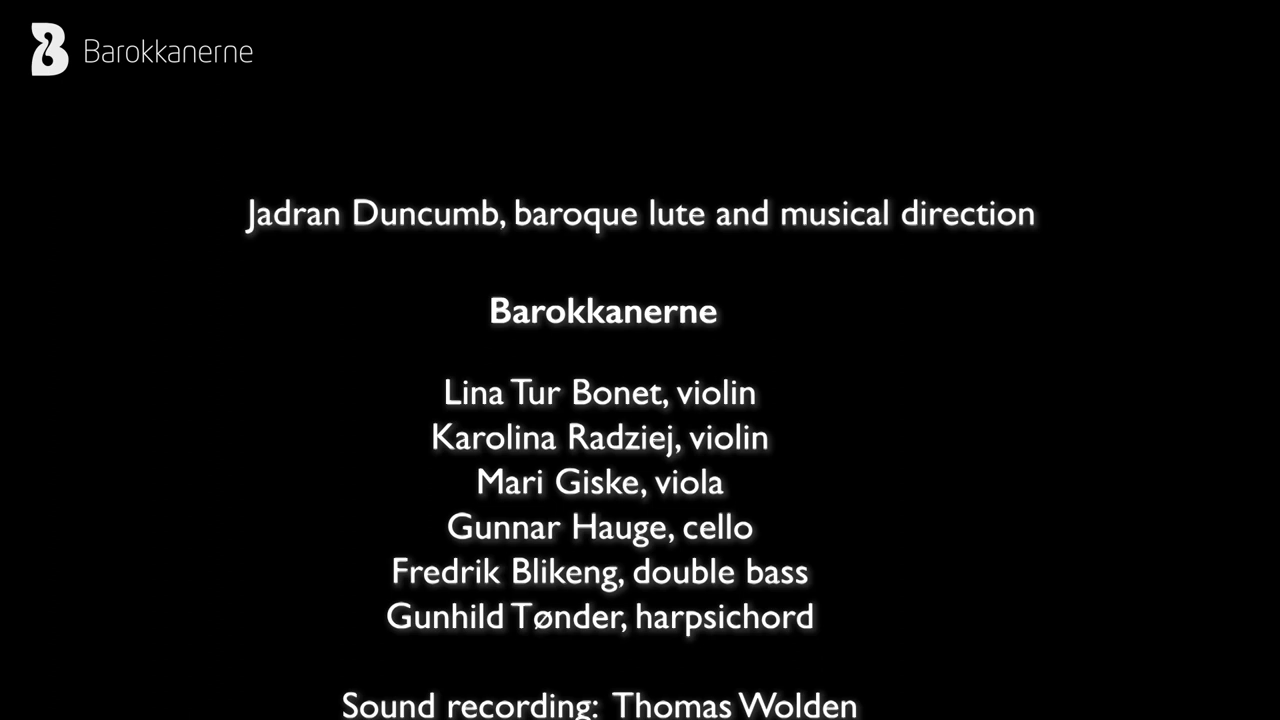 Barokkanerne
Jadran Duncumb, baroque lute and musical direction
Barokkanerne
Lina Tur Bonet, violin
Karolina Radziej, violin
Mari Giske, viola
Gunnar Hauge, cello
Fredrik Blikeng, double bass
Gunhild Tønder, harpsichord
Sound recording: Thomas Wolden